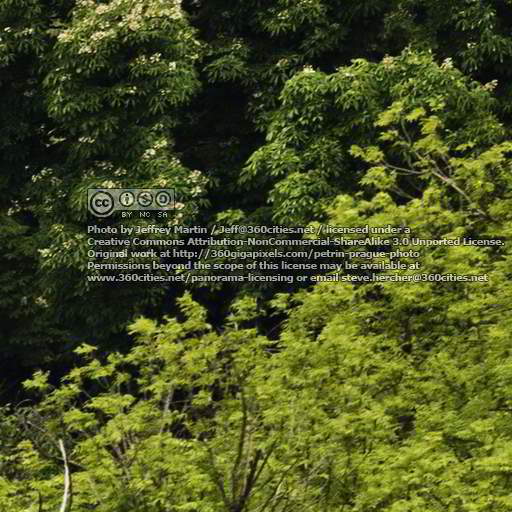 cc
BY NC SA
Photo by Jeffrey Martin / Jeff@360cities.net / licensed under a
Creative Commons Attribution-NonCommercial-ShareAlike 3.0 Unported License.
Original work at http://360gigapixels.com/petrin-prague-photo
Permissions beyond the scope of this license may be available at
www.360cities.net/panorama-licensing or email steve.hercher@360cities.net